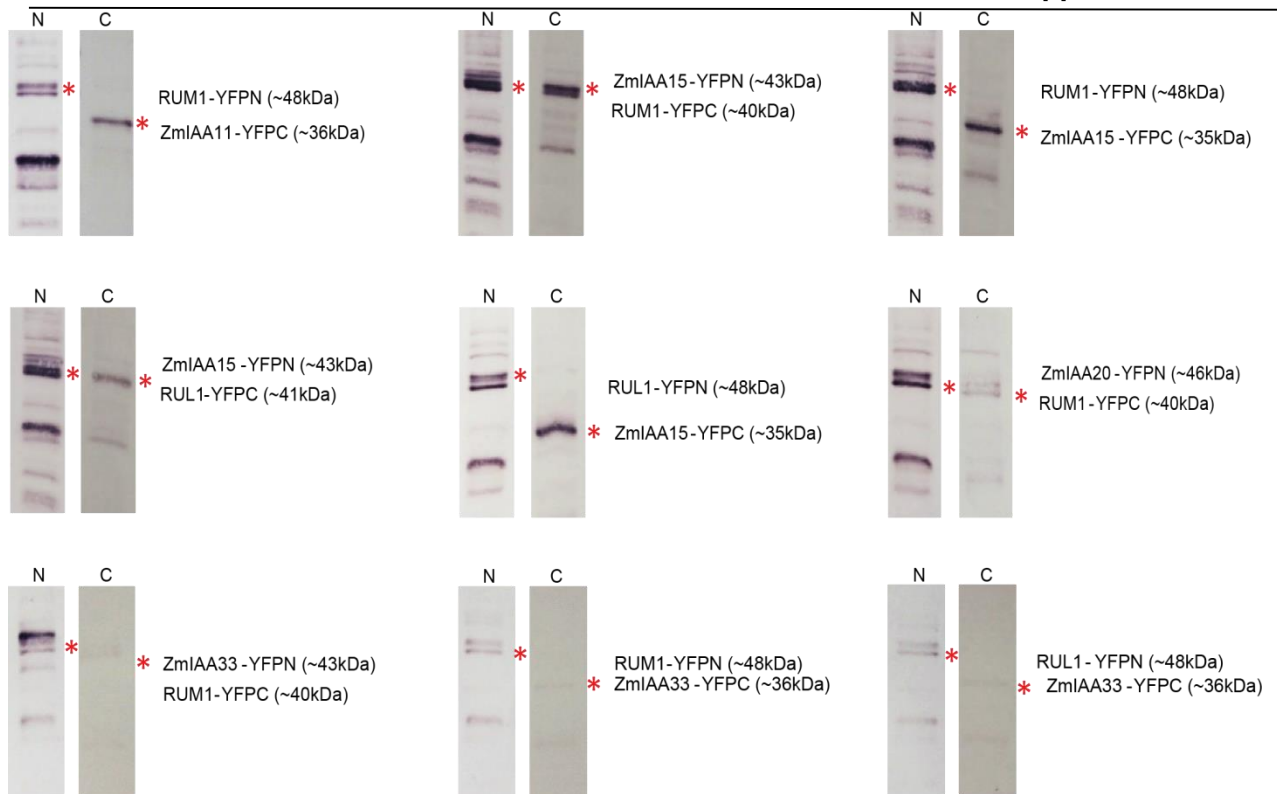 N C
RUM1-YFPN (~48kDa)
ZmIAA11-YFPC (~36kDa)
N C
ZmIAA15-YFPN (~43kDa)
RUM1-YFPC (~40kDa)
N C
RUM1-YFPN (~48kDa)
ZmIAA15-YFPC (~35kDa)
N C
ZmIAA15-YFPN (~43kDa)
RUL1-YFPC (~41kDa)
N C
RUL1-YFPN (~48kDa)
ZmIAA15-YFPC (~35kDa)
N C
ZmIAA20-YFPN (~46kDa)
RUM1-YFPC (~40kDa)
N C
ZmIAA33-YFPN (~43kDa)
RUM1-YFPC (~40kDa)
N C
RUM1-YFPN (~48kDa)
ZmIAA33-YFPC (~36kDa)
N C
RUL1-YFPN (~48kDa)
ZmIAA33-YFPC (~36kDa)